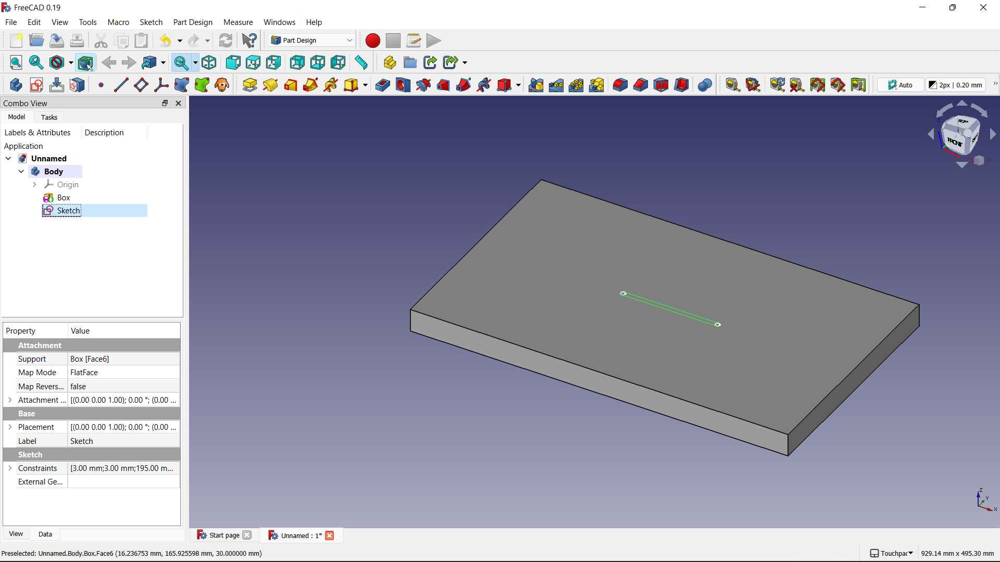 FreeCAD 0.19
File Edit View Tools Macro Sketch Part Design Measure Windows Help
Part Design
Auto
2px | 0.20 mm
Combo View
Model Tasks
Labels & Attributes Description
Application
Unnamed
Body
Origin
Box
Sketch
Property Value
Attachment
Support Box [Face6]
Map Mode FlatFace
Map Revers... false
Attachment ... [(0.00 0.00 1.00); 0.00 °; (0.00 ...
Base
Placement [(0.00 0.00 1.00); 0.00 °; (0.00 ...
Label Sketch
Sketch
Constraints [3.00 mm;3.00 mm;195.00 m...
External Ge...
View Data
TOP
FRONT
Z
Z
Y
X
Start page
Unnamed : 1*
Preselected: Unnamed.Body.Box.Face6 (16.236753 mm, 165.925598 mm, 30.000000 mm)
Touchpac
929.14 mm x 495.30 mm